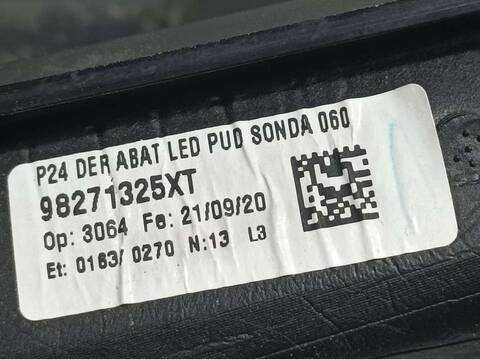 P24 DER ABAT LED PUD SONDA 060
98271325XT
Op: 3064 Fe: 21/09/20
Et: 0163/ 0270 N:13 L3